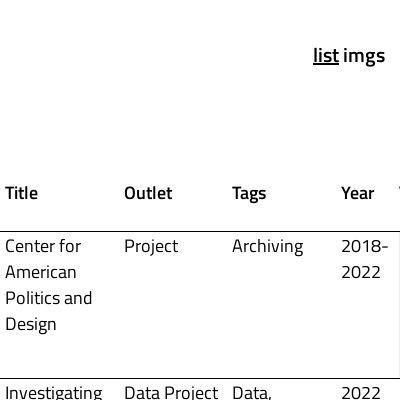 list imgs
Title Outlet Tags Year
Center for Project Archiving 2018-
American 2022
Politics and
Design
Investigating Data Project Data, 2022